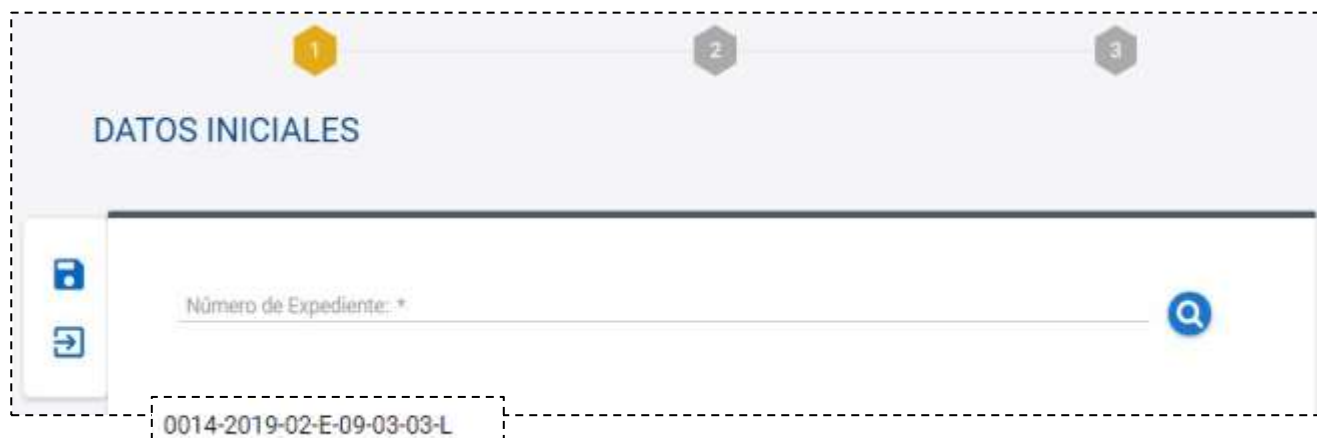 1
2
3
DATOS INICIALES
Número de Expediente: *
0014-2019-02-E-09-03-03-L